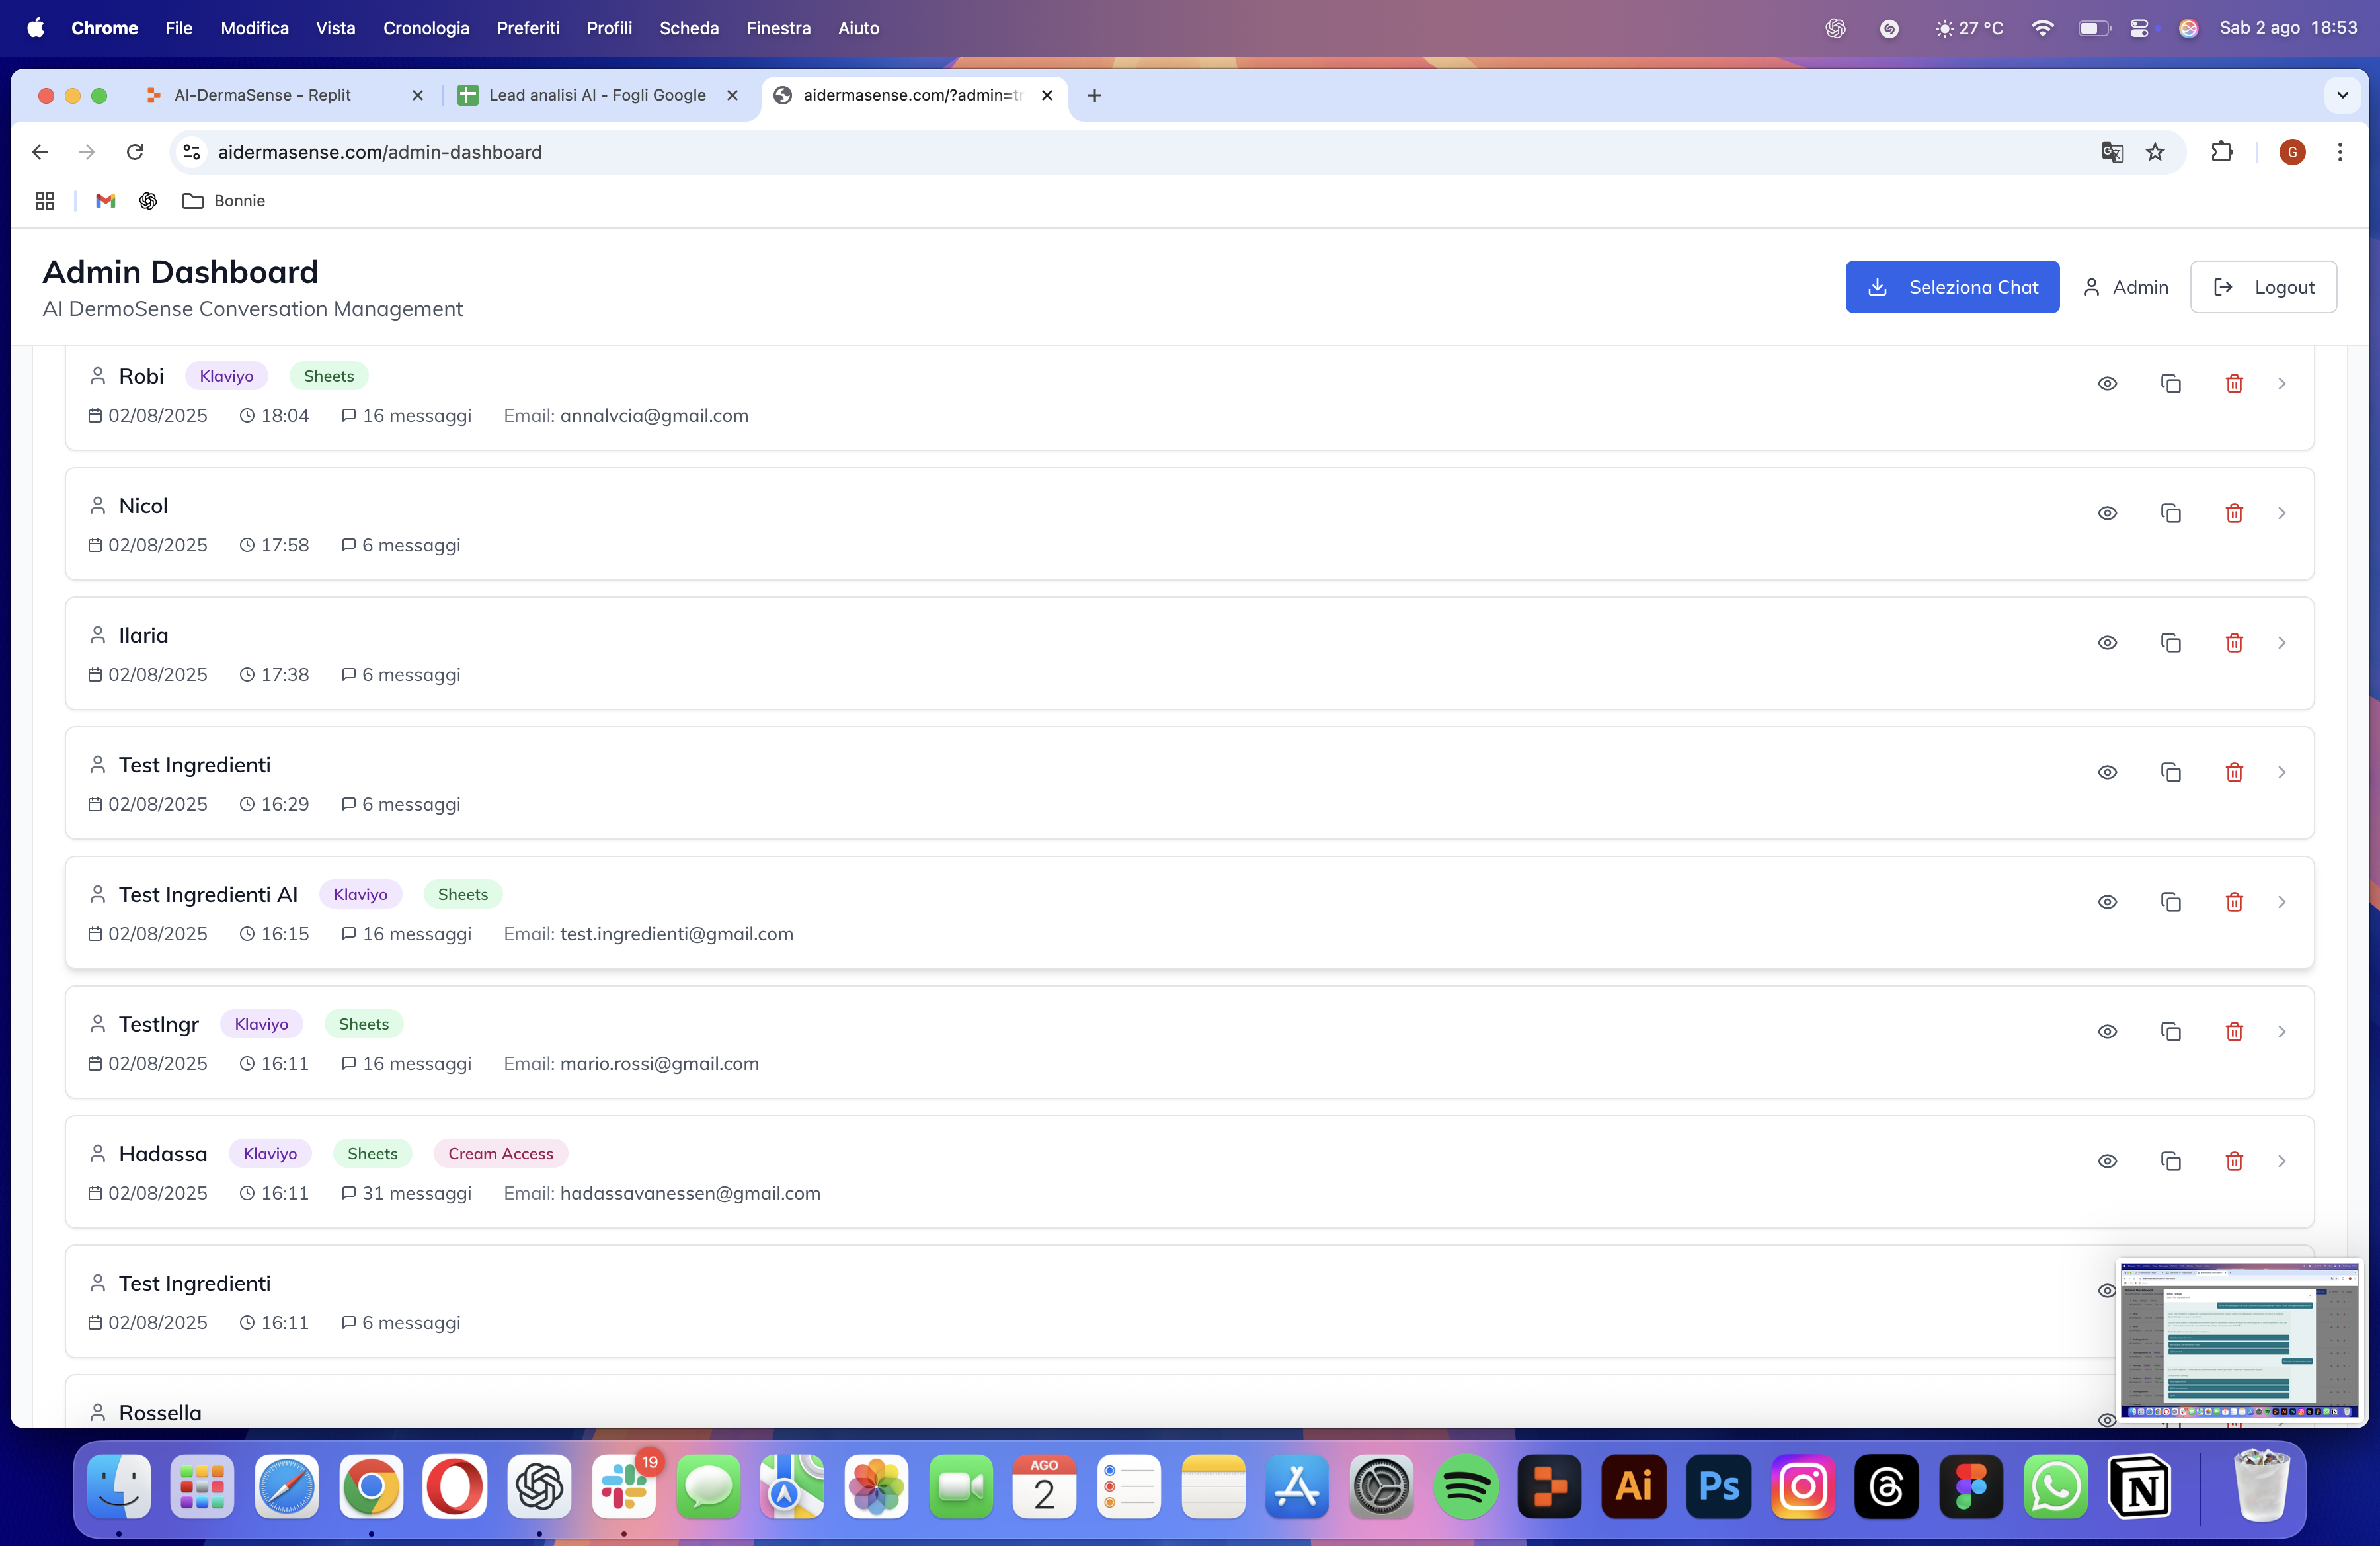 Chrome File Modifica Vista Cronologia Preferiti Profili Scheda Finestra Aiuto 27 °C Sab 2 ago 18:53
AI-DermaSense - Replit Lead analisi AI - Fogli Google aidermasense.com/?admin=tr
aidermasense.com/admin-dashboard G
Bonnie
Admin Dashboard
AI DermoSense Conversation Management
Seleziona Chat Admin Logout
Robi Klaviyo Sheets
02/08/2025 18:04 16 messaggi Email: annalvcia@gmail.com
Nicol
02/08/2025 17:58 6 messaggi
Ilaria
02/08/2025 17:38 6 messaggi
Test Ingredienti
02/08/2025 16:29 6 messaggi
Test Ingredienti AI Klaviyo Sheets
02/08/2025 16:15 16 messaggi Email: test.ingredienti@gmail.com
TestIngr Klaviyo Sheets
02/08/2025 16:11 16 messaggi Email: mario.rossi@gmail.com
Hadassa Klaviyo Sheets Cream Access
02/08/2025 16:11 31 messaggi Email: hadassavanessen@gmail.com
Test Ingredienti
02/08/2025 16:11 6 messaggi
Rossella
19
AGO
2
Ai Ps